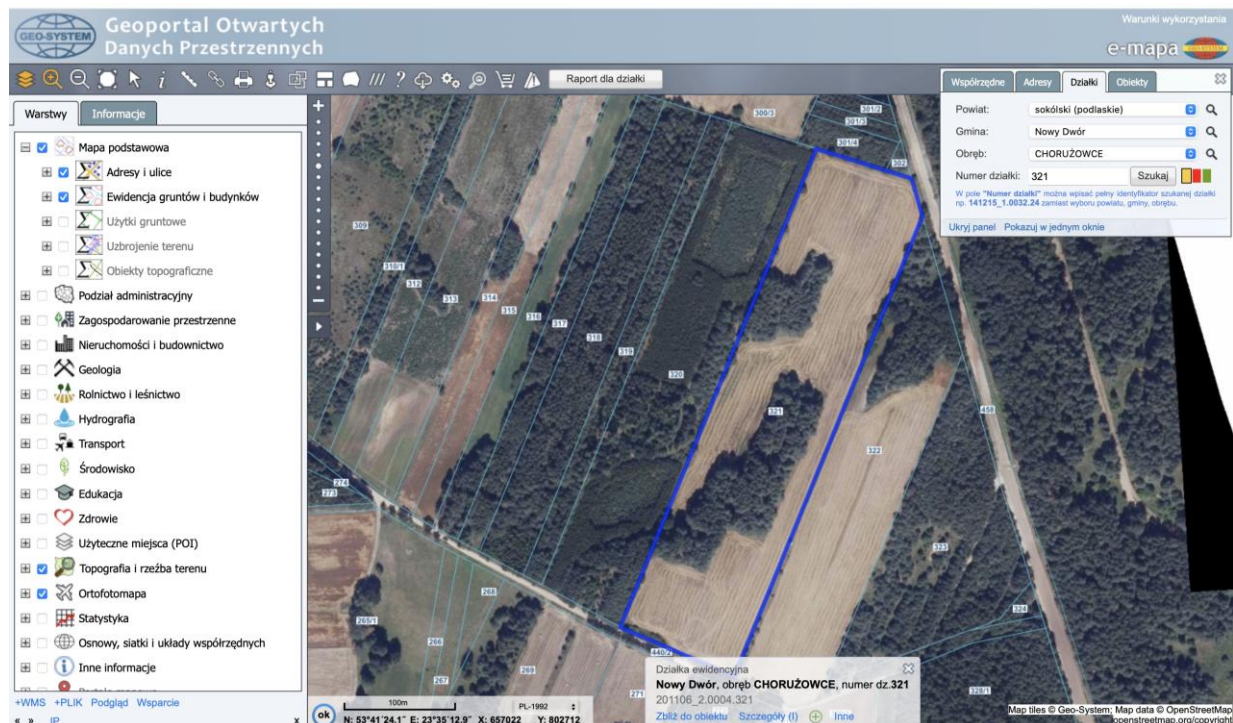 GEO-SYSTEM
Geoportal Otwartych
Danych Przestrzennych
Warunki wykorzystania
e-mapa
Raport dla działki
Współrzędne Adresy Działki Obiekty
Powiat: sokólski (podlaskie)
Gmina: Nowy Dwór
Obręb: CHORUŻOWCE
Numer działki: 321 Szukaj
W pole "Numer działki" można wpisać pełny identyfikator szukanej działki
np. 141215_1.0032.24 zamiast wyboru powiatu, gminy, obrębu.
Ukryj panel Pokazuj w jednym oknie
Warstwy Informacje
Mapa podstawowa
Adresy i ulice
Ewidencja gruntów i budynków
Użytki gruntowe
Uzbrojenie terenu
Obiekty topograficzne
Podział administracyjny
Zagospodarowanie przestrzenne
Nieruchomości i budownictwo
Geologia
Rolnictwo i leśnictwo
Hydrografia
Transport
Środowisko
Edukacja
Zdrowie
Użyteczne miejsca (POI)
Topografia i rzeźba terenu
Ortofotomapa
Statystyka
Osnowy, siatki i układy współrzędnych
Inne informacje
+WMS +PLIK Podgląd Wsparcie
« » IP x
300/3
301/2
301/3
301/4
302
309
310/1
312
313
314
315
316
317
318
319
320
321
322
458
323
324
328/1
274
273
268
265/1
266
267
269
271
440/2
Działka ewidencyjna
Nowy Dwór, obręb CHORUŻOWCE, numer dz.321
201106_2.0004.321
Zbliż do obiektu Szczegóły (I) Inne
ok
100m
PL-1992
N: 53°41'24.1" E: 23°35'12.9" X: 657022 Y: 802712
Map tiles © Geo-System; Map data © OpenStreetMap
openstreetmap.org/copyright